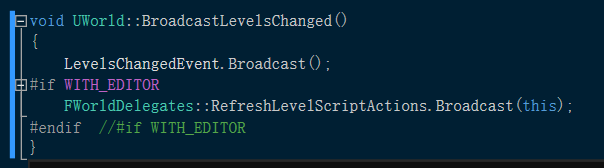 void UWorld::BroadcastLevelsChanged()
{
    LevelsChangedEvent.Broadcast();
#if WITH_EDITOR
    FWorldDelegates::RefreshLevelScriptActions.Broadcast(this);
#endif  //#if WITH_EDITOR
}